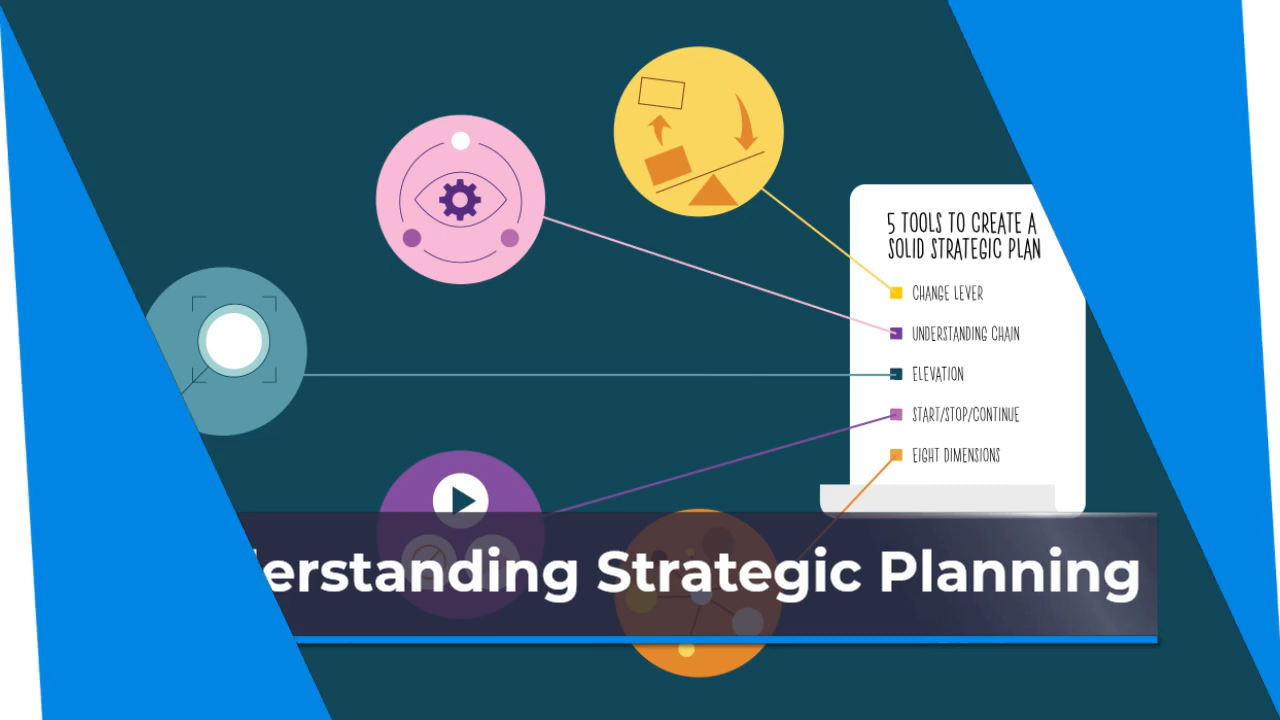 5 TOOLS TO CREATE A
SOLID STRATEGIC PLAN
CHANGE LEVER
UNDERSTANDING CHAIN
ELEVATION
START/STOP/CONTINUE
EIGHT DIMENSIONS
erstanding Strategic Planning